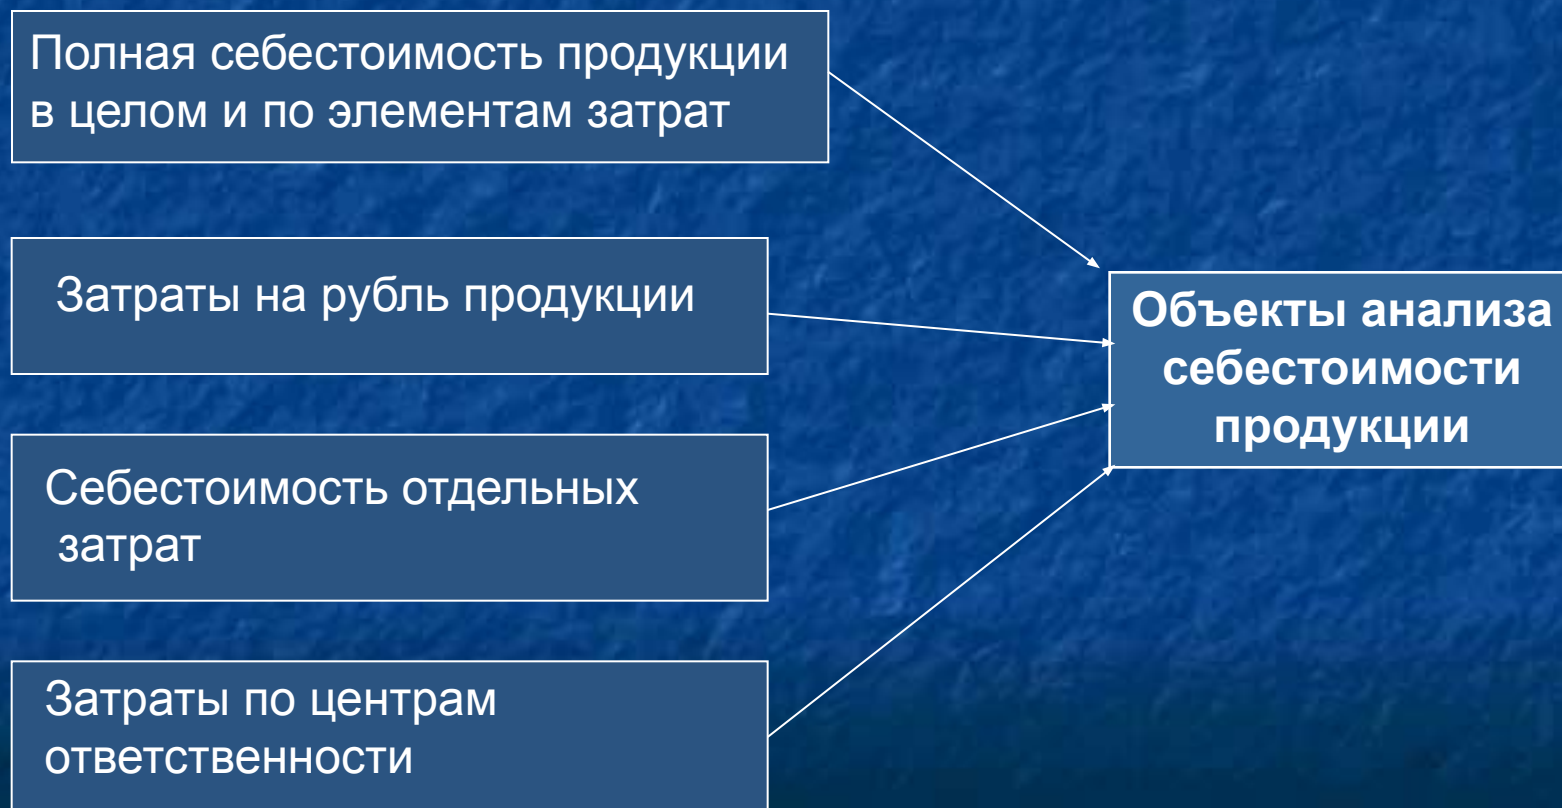 Полная себестоимость продукции
в целом и по элементам затрат
Затраты на рубль продукции
Себестоимость отдельных
затрат
Затраты по центрам
ответственности
Объекты анализа
себестоимости
продукции